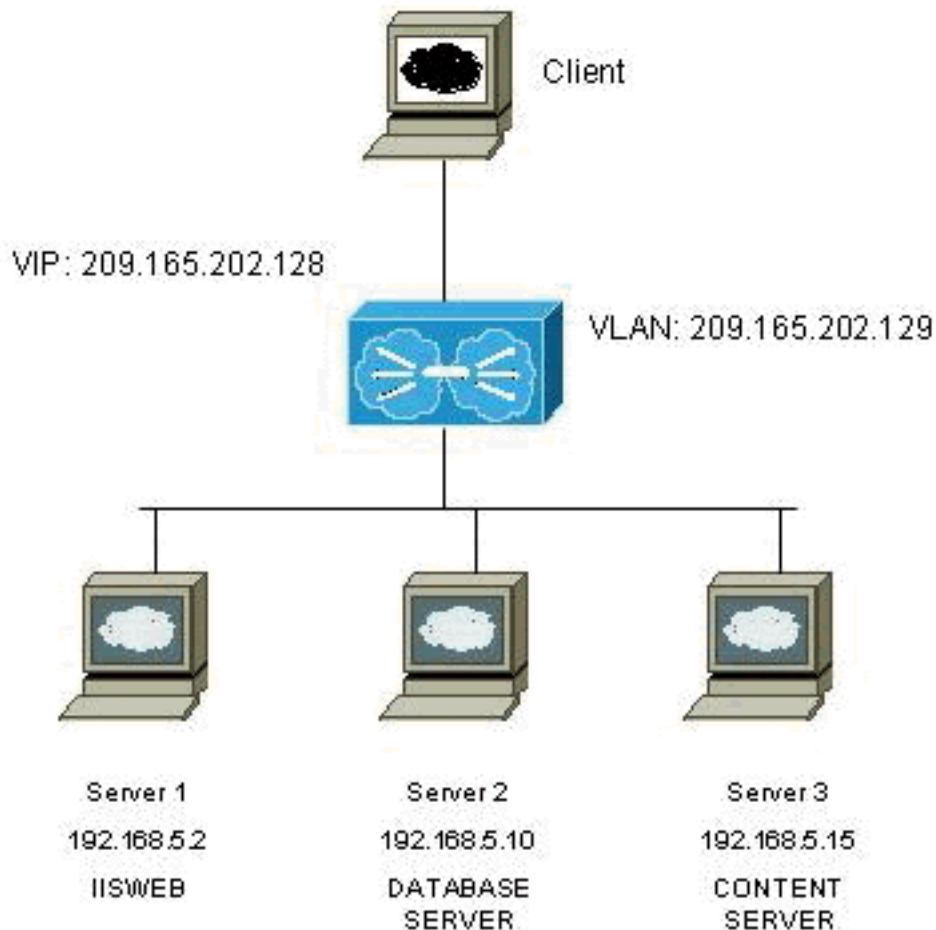 Client
VIP: 209.165.202.128
VLAN: 209.165.202.129
Server 1
192.168.5.2
IISWEB
Server 2
192.168.5.10
DATABASE
SERVER
Server 3
192.168.5.15
CONTENT
SERVER